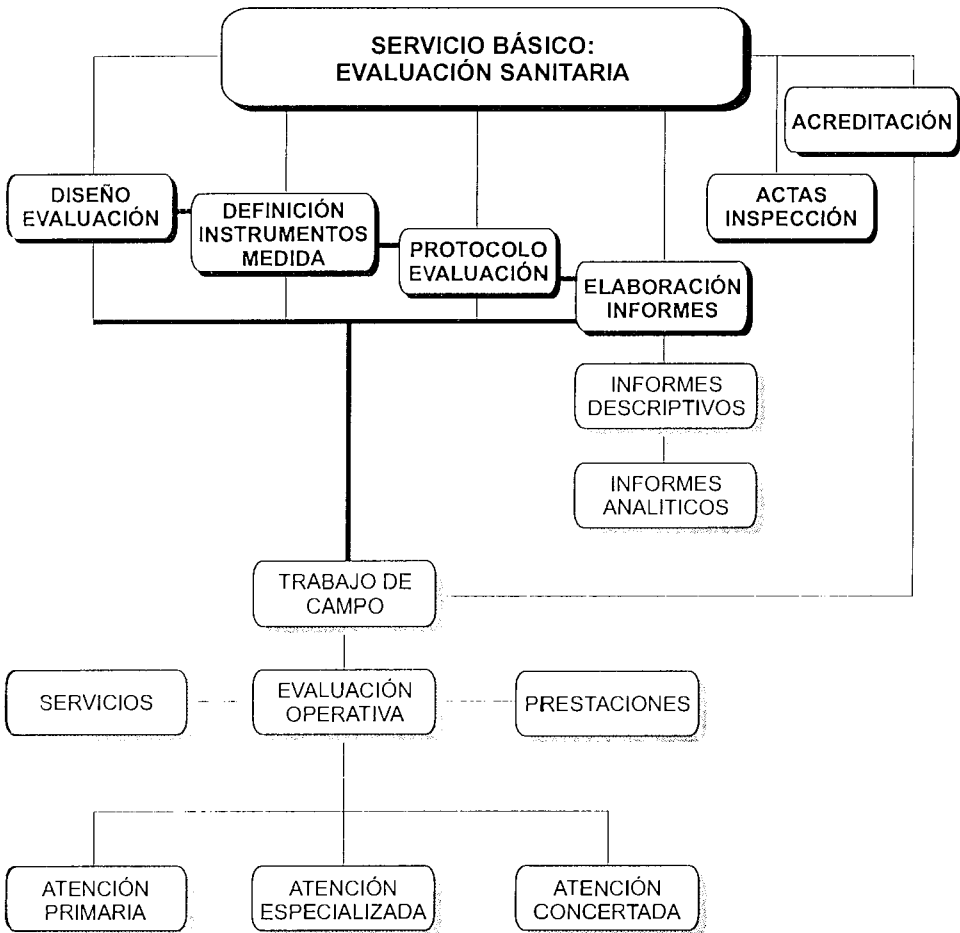 SERVICIO BÁSICO:
EVALUACIÓN SANITARIA
ACREDITACIÓN
DISEÑO
EVALUACIÓN
DEFINICIÓN
INSTRUMENTOS
MEDIDA
PROTOCOLO
EVALUACIÓN
ELABORACIÓN
INFORMES
ACTAS
INSPECCIÓN
INFORMES
DESCRIPTIVOS
INFORMES
ANALITICOS
TRABAJO DE
CAMPO
SERVICIOS
EVALUACIÓN
OPERATIVA
PRESTACIONES
ATENCIÓN
PRIMARIA
ATENCIÓN
ESPECIALIZADA
ATENCIÓN
CONCERTADA